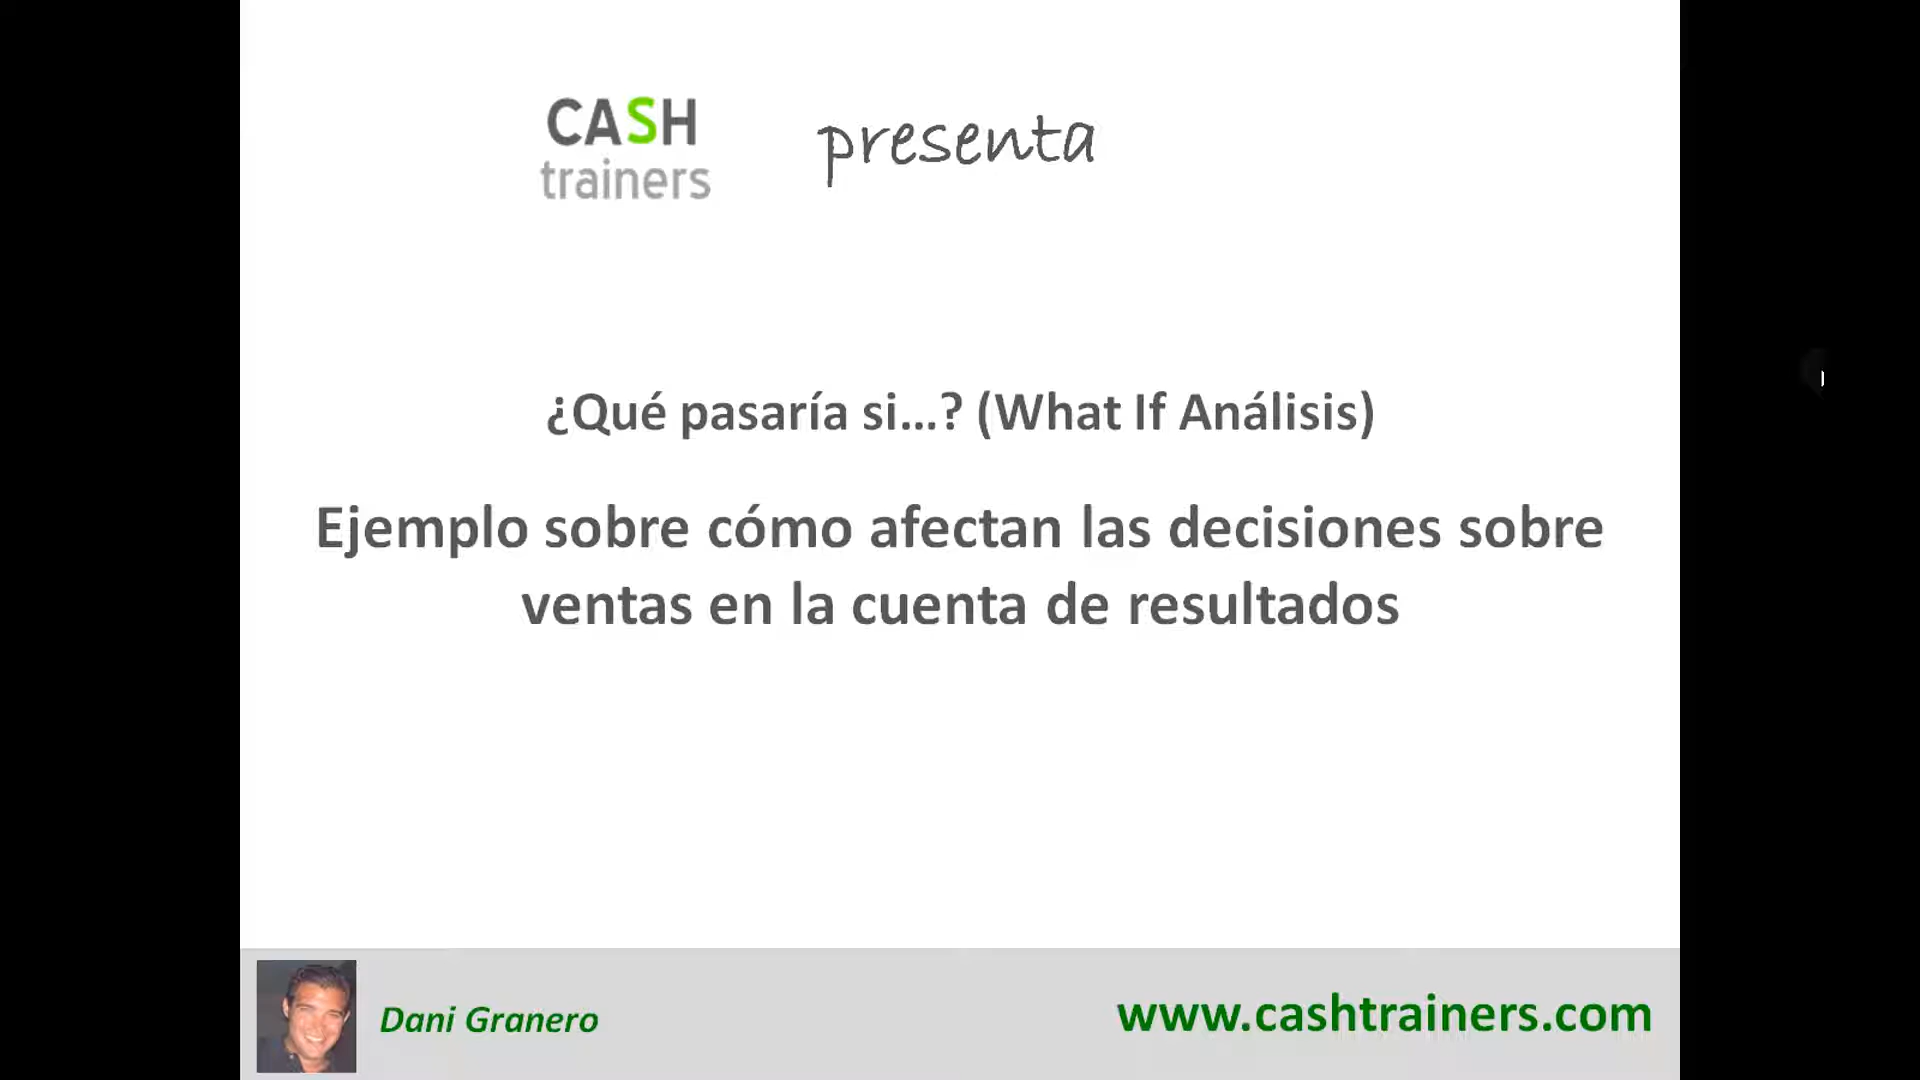 CASH
trainers
presenta
¿Qué pasaría si...? (What If Análisis)
Ejemplo sobre cómo afectan las decisiones sobre
ventas en la cuenta de resultados
Dani Granero
www.cashtrainers.com